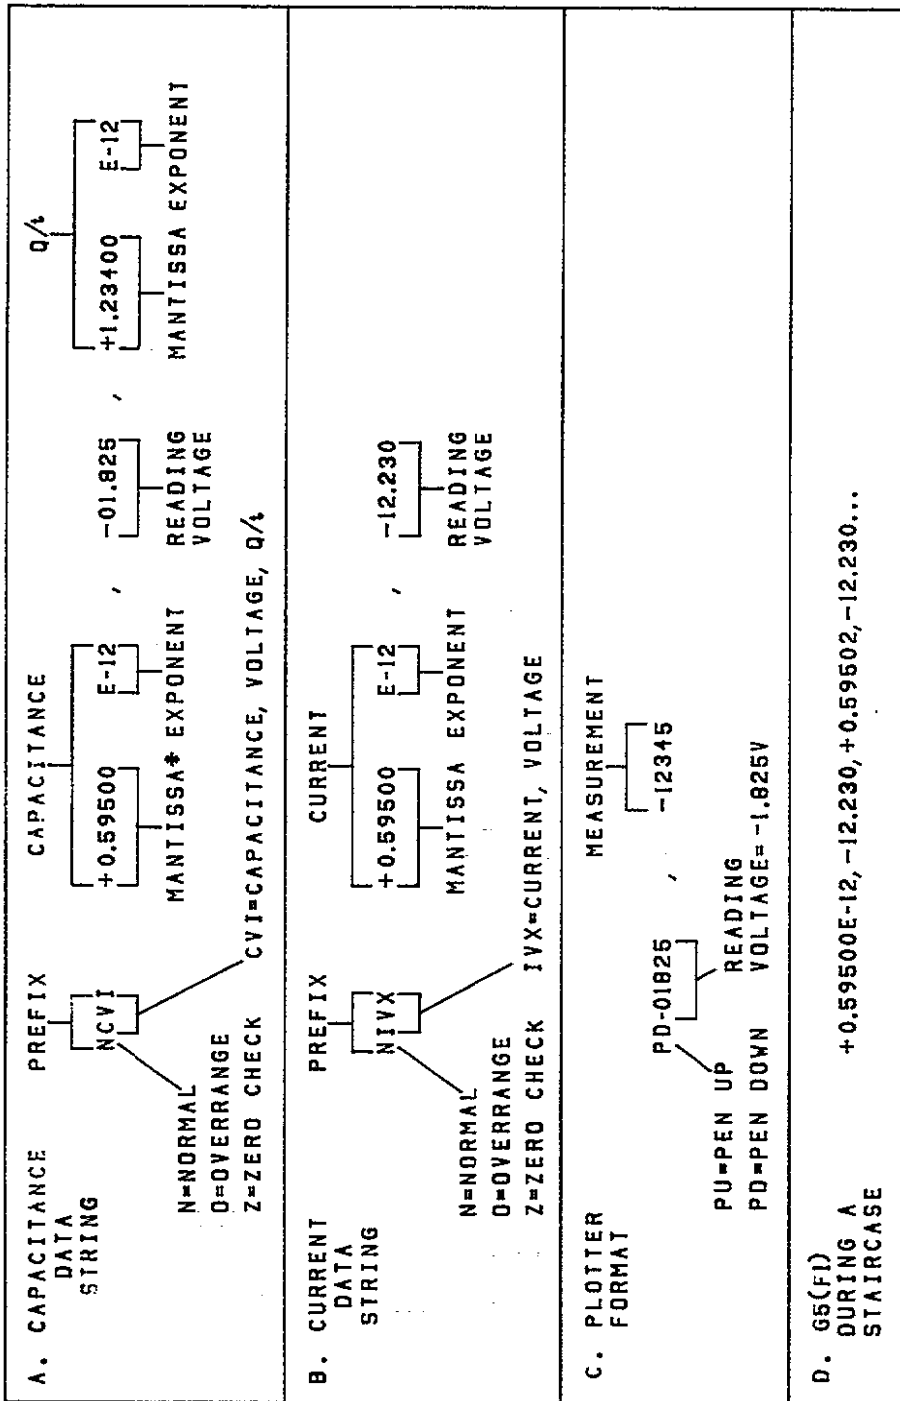 A. CAPACITANCE DATA STRING
PREFIX
CAPACITANCE
Q/t
NCVI
+0.59500 E-12
,
-01.825
,
+1.23400 E-12
MANTISSA* EXPONENT
READING VOLTAGE
MANTISSA EXPONENT
N=NORMAL
O=OVERRANGE
Z=ZERO CHECK
CVI=CAPACITANCE, VOLTAGE, Q/t
B. CURRENT DATA STRING
PREFIX
CURRENT
NIVX
+0.59500 E-12
,
-12.230
MANTISSA EXPONENT
READING VOLTAGE
N=NORMAL
O=OVERRANGE
Z=ZERO CHECK
IVX=CURRENT, VOLTAGE
C. PLOTTER FORMAT
MEASUREMENT
PD-01825
,
-12345
PU=PEN UP
PD=PEN DOWN
READING VOLTAGE=-1.825V
D. G5(F1) DURING A STAIRCASE
+0.59500E-12,-12.230,+0.59502,-12.230...